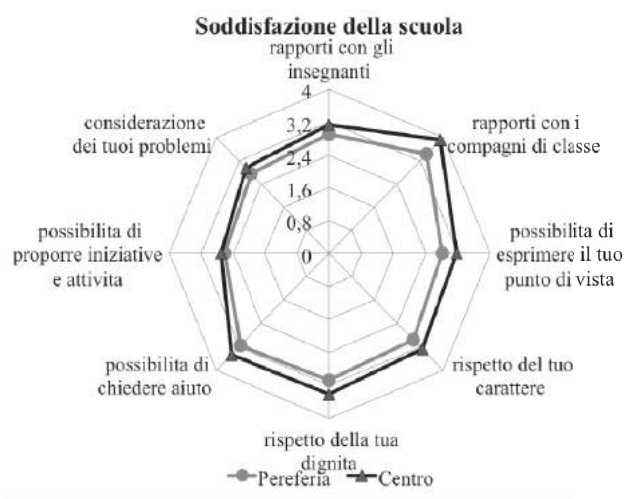 Soddisfazione della scuola
rapporti con gli
insegnanti
4
3,2
2,4
1,6
0,8
0
rapporti con i
compagni di classe
possibilita di
esprimere il tuo
punto di vista
rispetto del tuo
carattere
rispetto della tua
dignita
possibilita di
chiedere aiuto
possibilita di
proporre iniziative
e attivita
considerazione
dei tuoi problemi
Pereferia
Centro